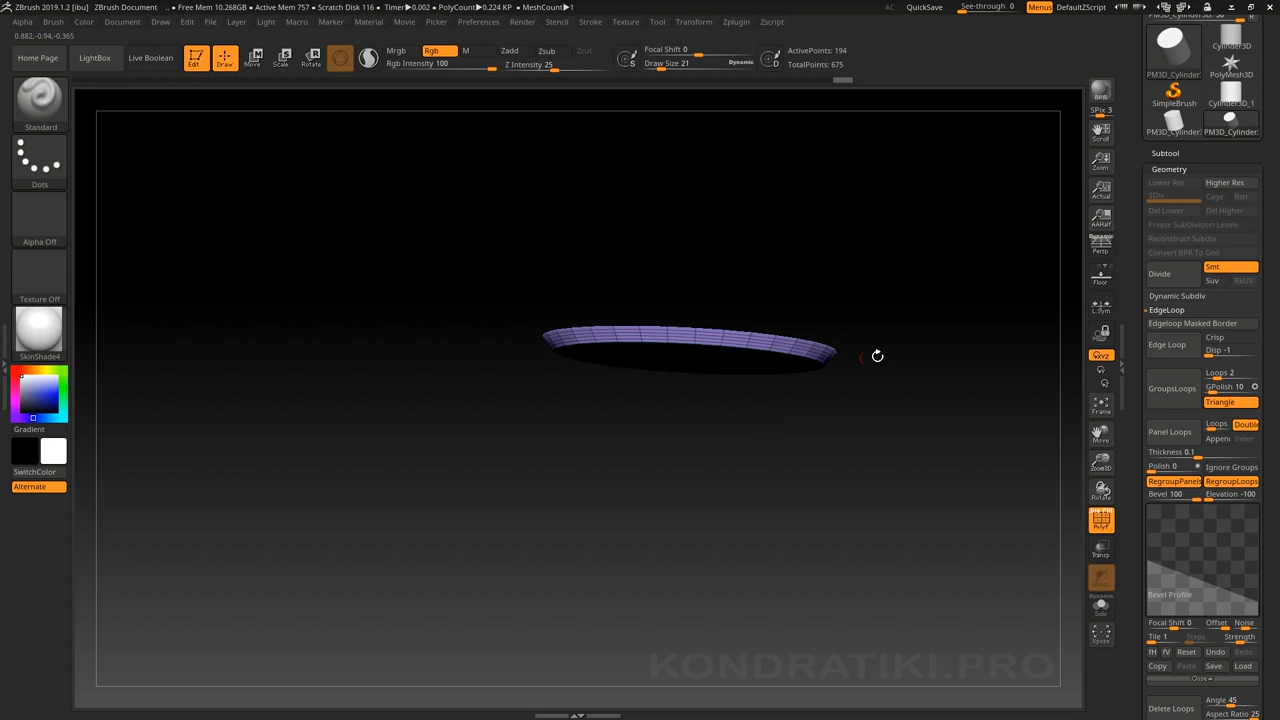 ZBrush 2019.1.2 [ibu] ZBrush Document .. ● Free Mem 10.268GB ● Active Mem 757 ● Scratch Disk 116 ● Timer▶0.002 ● PolyCount▶0.224 KP ● MeshCount▶1 AC QuickSave See-through 0 Menus DefaultZScript
Alpha Brush Color Document Draw Edit File Layer Light Macro Marker Material Movie Picker Preferences Render Stencil Stroke Texture Tool Transform Zplugin Zscript
0.882,-0.94,-0.365
Home Page LightBox Live Boolean Edit Draw Move Scale Rotate
Mrgb Rgb M Zadd Zsub Zcut
Rgb Intensity 100 Z Intensity 25
Focal Shift 0
Draw Size 21 Dynamic
ActivePoints: 194
TotalPoints: 675
Standard
Dots
Alpha Off
Texture Off
SkinShade4
Gradient
SwitchColor
Alternate
BPR
SPix 3
Scroll
Zoom
Actual
AAHalf
Dynamic
Persp
Floor
L.Sym
XYZ
Frame
Move
Zoom3D
Rotate
PolyF
Transp
Dynamic
Solo
Xpose
PM3D_Cylinder
Cylinder3D
PolyMesh3D
SimpleBrush Cylinder3D_1
PM3D_Cylinder PM3D_Cylinder
Subtool
Geometry
Lower Res Higher Res
SDiv Cage Rstr
Del Lower Del Higher
Freeze SubDivision Levels
Reconstruct Subdiv
Convert BPR To Geo
Divide Smt
Suv ReUV
Dynamic Subdiv
EdgeLoop
Edgeloop Masked Border
Edge Loop Crisp
Disp -1
GroupsLoops Loops 2
GPolish 10
Triangle
Panel Loops Loops Double
Append Inner
Thickness 0.1
Polish 0 Ignore Groups
RegroupPanels RegroupLoops
Bevel 100 Elevation -100
Bevel Profile
Focal Shift 0 Offset Noise
Tile 1 Steps Strength
fH fV Reset Undo Redo
Copy Paste Save Load
Close
Delete Loops Angle 45
Aspect Ratio 25